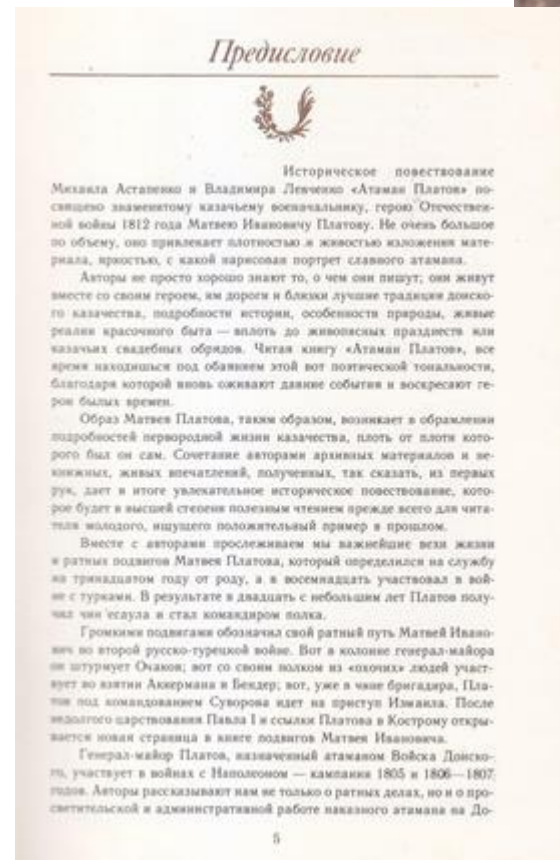 Предисловие
Историческое повествование
Михаила Астапенко и Владимира Левченко «Атаман Платов» по-
священо знаменитому казачьему военачальнику, герою Отечествен-
ной войны 1812 года Матвею Ивановичу Платову. Не очень большое
по объему, оно привлекает плотностью и живостью изложения мате-
риала, яркостью, с какой нарисован портрет славного атамана.
Авторы не просто хорошо знают то, о чем они пишут; они живут
вместе со своим героем, им дороги и близки лучшие традиции донско-
го казачества, подробности истории, особенности природы, живые
реалии красочного быта — вплоть до живописных празднеств или
казачьих свадебных обрядов. Читая книгу «Атаман Платов», все
время находишься под обаянием этой вот поэтической тональности,
благодаря которой вновь оживают давние события и воскресают ге-
рои былых времен.
Образ Матвея Платова, таким образом, возникает в обрамлении
подробностей первородной жизни казачества, плоть от плоти кото-
рого был он сам. Сочетание авторами архивных материалов и не-
книжных, живых впечатлений, полученных, так сказать, из первых
рук, дает в итоге увлекательное историческое повествование, кото-
рое будет в высшей степени полезным чтением прежде всего для чита-
теля молодого, ищущего положительный пример в прошлом.
Вместе с авторами прослеживаем мы важнейшие вехи жизни
и ратных подвигов Матвея Платова, который определился на службу
на тринадцатом году от роду, а в восемнадцать участвовал в вой-
не с турками. В результате в двадцать с небольшим лет Платов полу-
чил чин есаула и стал командиром полка.
Громкими подвигами обозначил свой ратный путь Матвей Ивано-
вич во второй русско-турецкой войне. Вот в колонне генерал-майора
он штурмует Очаков; вот со своим полком из «охочих» людей участ-
вует во взятии Аккермана и Бендер; вот, уже в чине бригадира, Пла-
тов под командованием Суворова идет на приступ Измаила. После
недолгого царствования Павла I и ссылки Платова в Кострому откры-
вается новая страница в книге подвигов Матвея Ивановича.
Генерал-майор Платов, назначенный атаманом Войска Донско-
го, участвует в войнах с Наполеоном — кампании 1805 и 1806—1807
годов. Авторы рассказывают нам не только о ратных делах, но и о про-
светительской и административной работе наказного атамана на До-
5